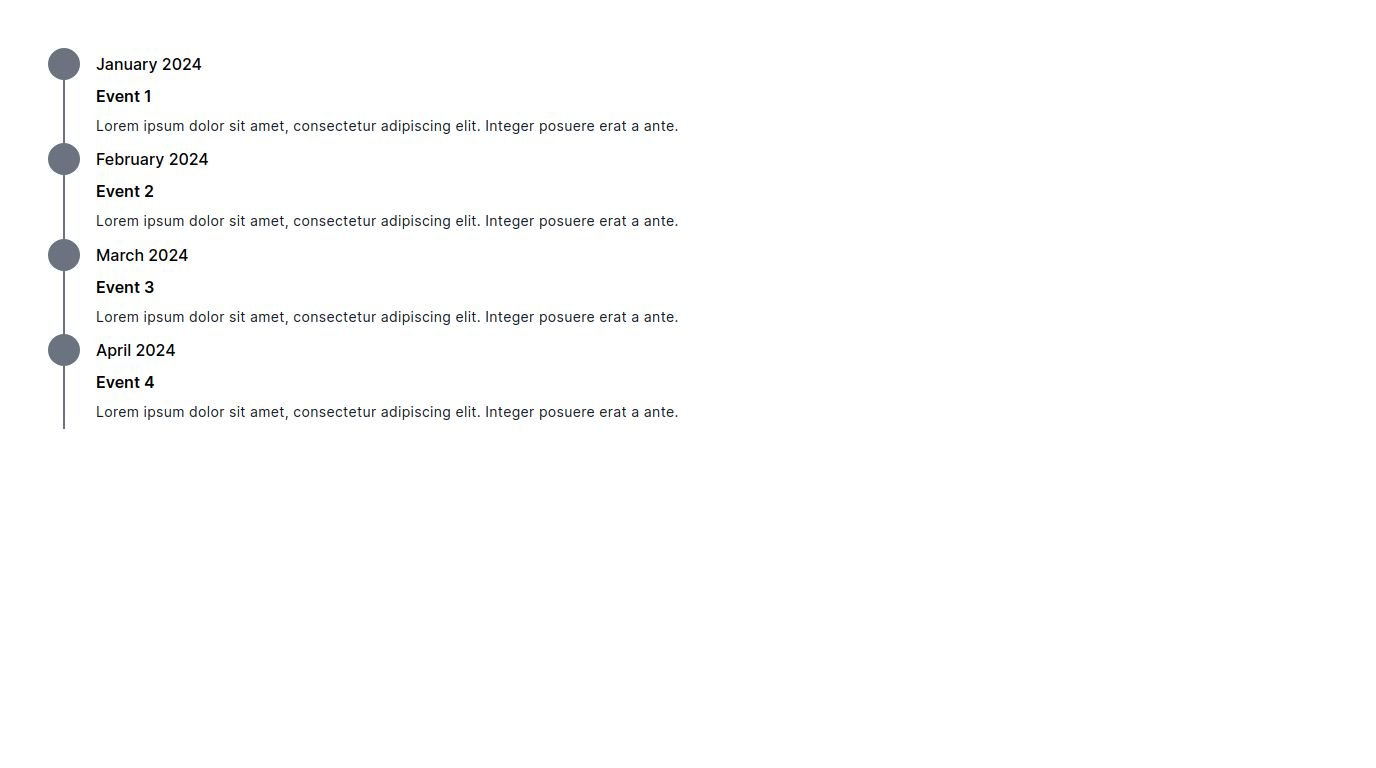 January 2024
Event 1
Lorem ipsum dolor sit amet, consectetur adipiscing elit. Integer posuere erat a ante.
February 2024
Event 2
Lorem ipsum dolor sit amet, consectetur adipiscing elit. Integer posuere erat a ante.
March 2024
Event 3
Lorem ipsum dolor sit amet, consectetur adipiscing elit. Integer posuere erat a ante.
April 2024
Event 4
Lorem ipsum dolor sit amet, consectetur adipiscing elit. Integer posuere erat a ante.